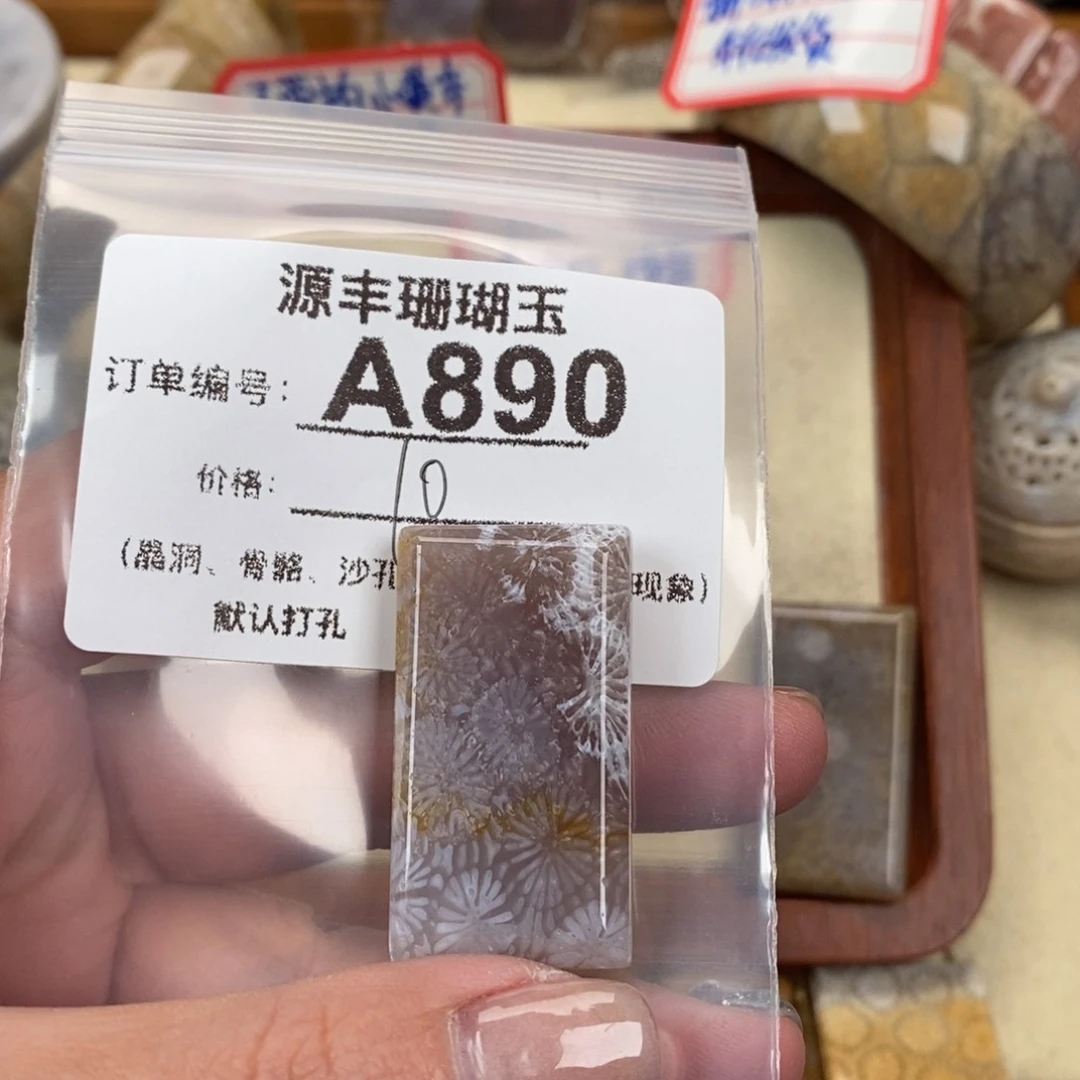 源丰珊瑚玉
订单编号: A890
价格: 10
(晶洞、骨骼、沙孔 现象)
默认打孔